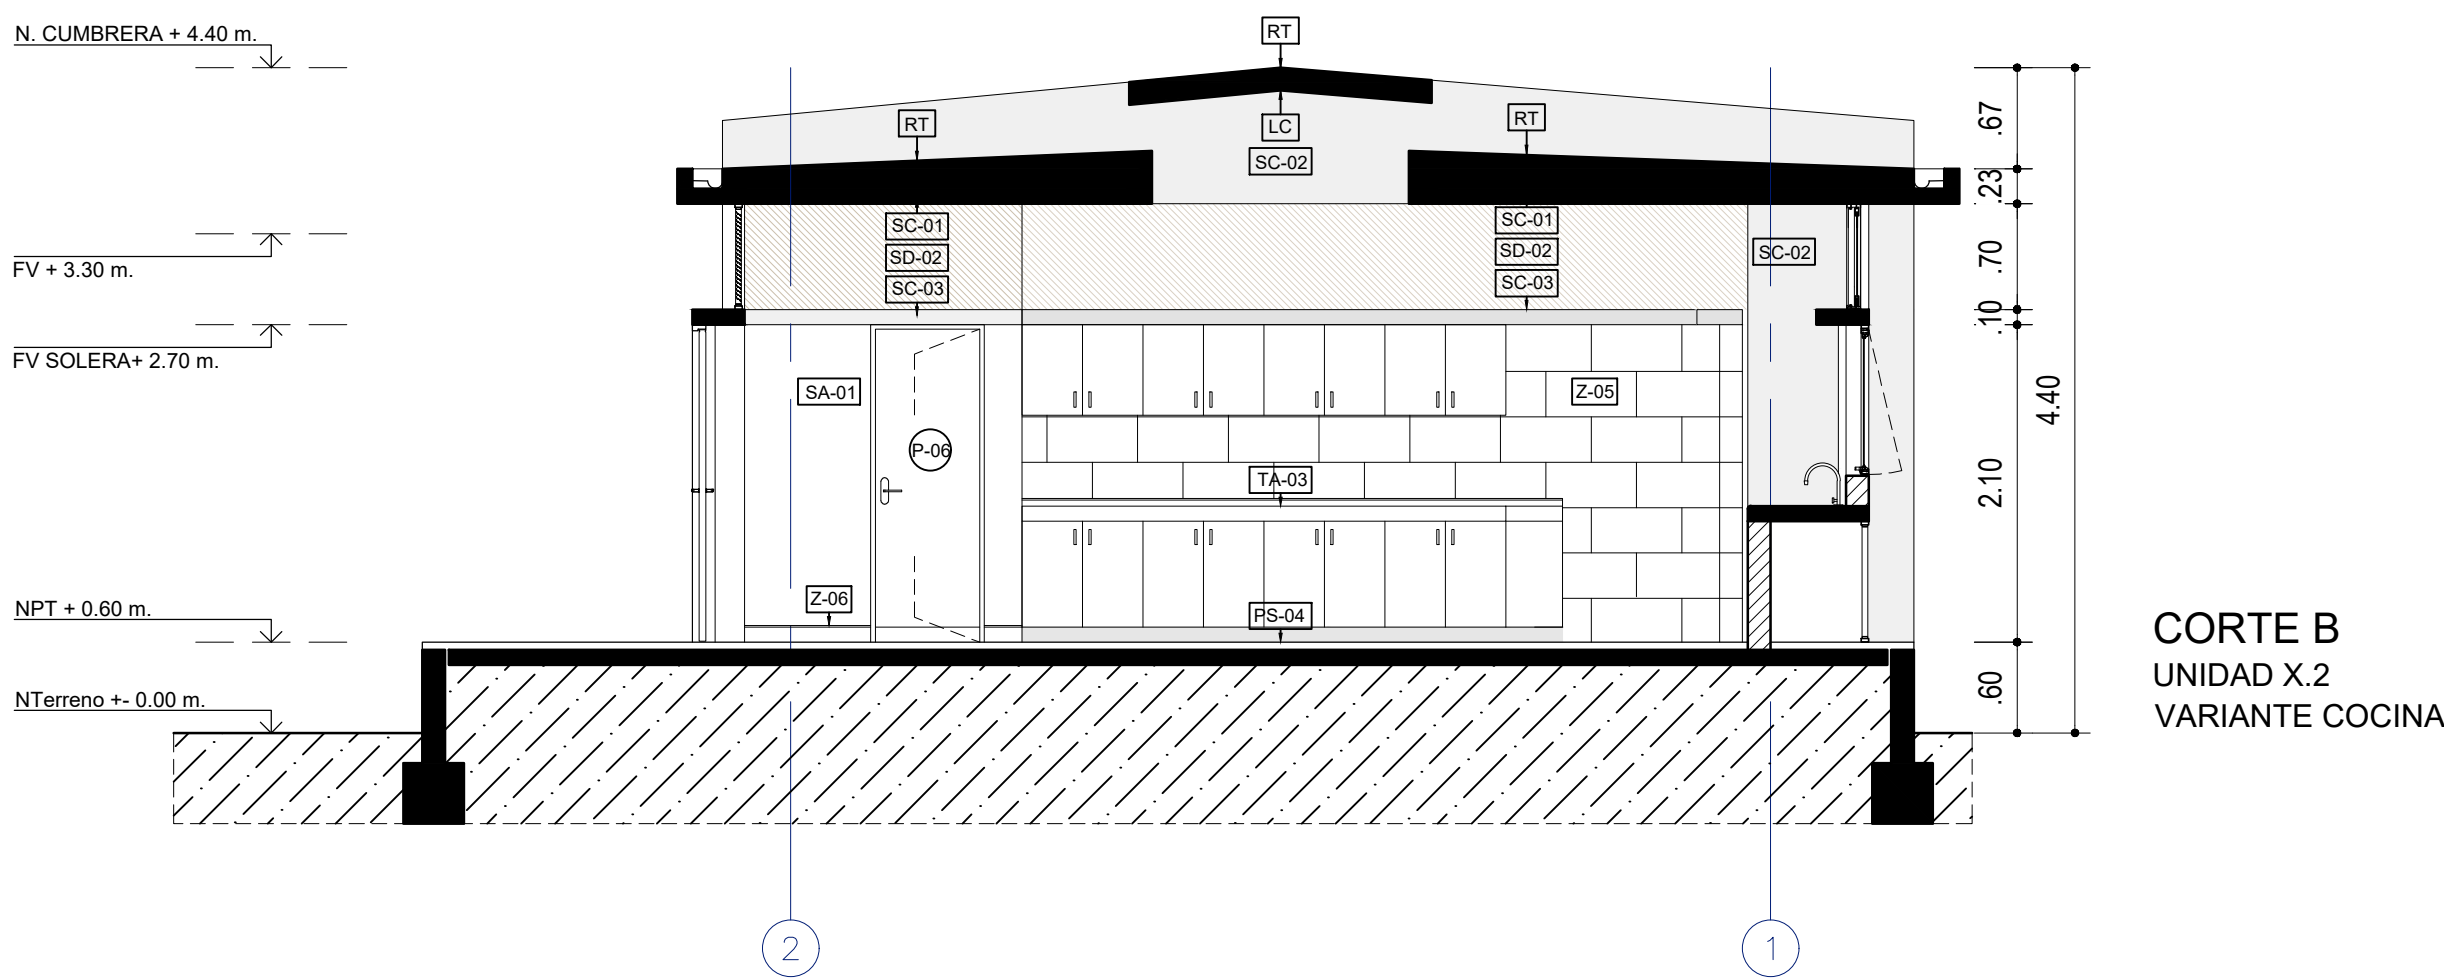 N. CUMBRERA + 4.40 m.
FV + 3.30 m.
FV SOLERA+ 2.70 m.
NPT + 0.60 m.
NTerreno +- 0.00 m.
RT
RT
LC
SC-02
RT
SC-01
SD-02
SC-03
SC-01
SD-02
SC-03
SC-02
SA-01
P-06
Z-05
TA-03
Z-06
PS-04
.67
.23
.70
.10
2.10
.60
4.40
2
1
CORTE B
UNIDAD X.2
VARIANTE COCINA